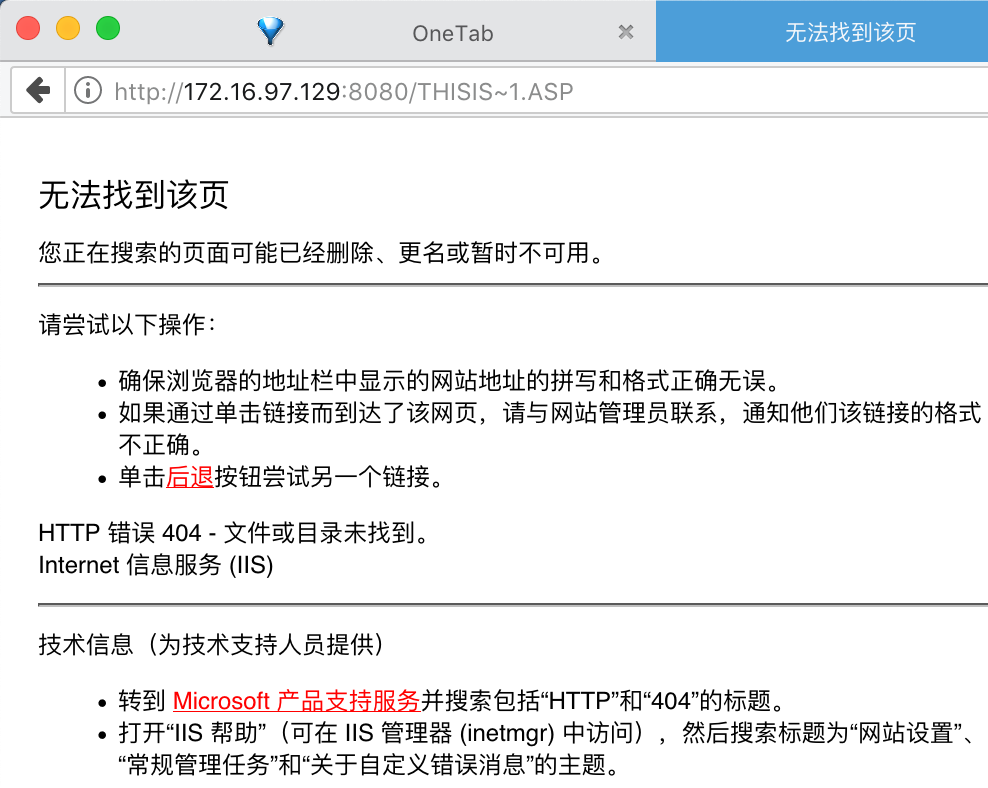 OneTab
无法找到该页
http://172.16.97.129:8080/THISIS~1.ASP
无法找到该页
您正在搜索的页面可能已经删除、更名或暂时不可用。
请尝试以下操作：
确保浏览器的地址栏中显示的网站地址的拼写和格式正确无误。
如果通过单击链接而到达了该网页，请与网站管理员联系，通知他们该链接的格式
不正确。
单击后退按钮尝试另一个链接。
HTTP 错误 404 - 文件或目录未找到。
Internet 信息服务 (IIS)
技术信息（为技术支持人员提供）
转到 Microsoft 产品支持服务并搜索包括“HTTP”和“404”的标题。
打开“IIS 帮助”（可在 IIS 管理器 (inetmgr) 中访问），然后搜索标题为“网站设置”、
“常规管理任务”和“关于自定义错误消息”的主题。